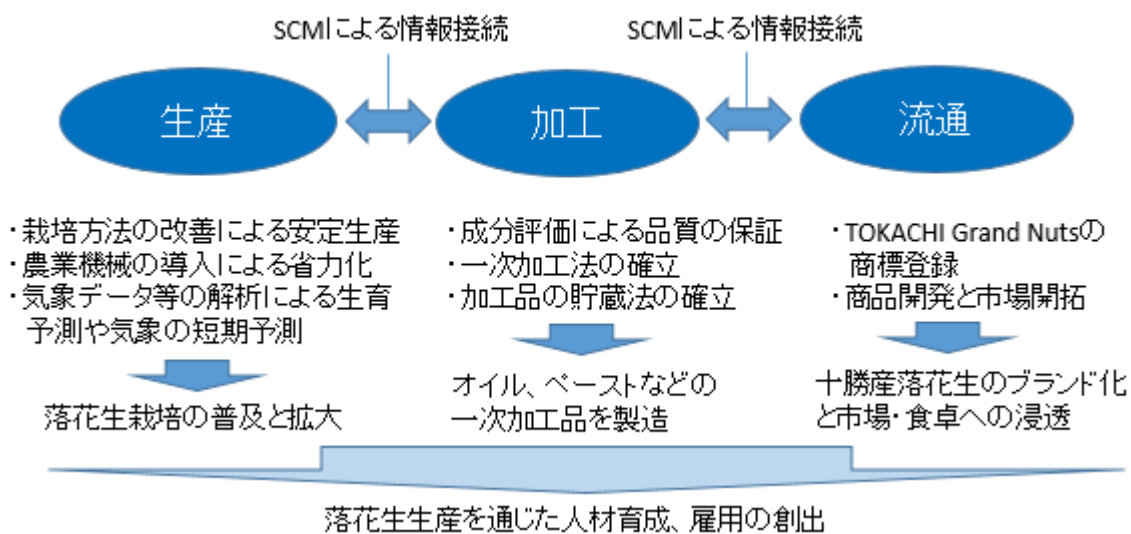 SCMによる情報接続
SCMによる情報接続
生産
加工
流通
・栽培方法の改善による安定生産
・農業機械の導入による省力化
・気象データ等の解析による生育
予測や気象の短期予測
落花生栽培の普及と拡大
・成分評価による品質の保証
・一次加工法の確立
・加工品の貯蔵法の確立
オイル、ペーストなどの
一次加工品を製造
・TOKACHI Grand Nutsの
商標登録
・商品開発と市場開拓
十勝産落花生のブランド化
と市場・食卓への浸透
落花生生産を通じた人材育成、雇用の創出